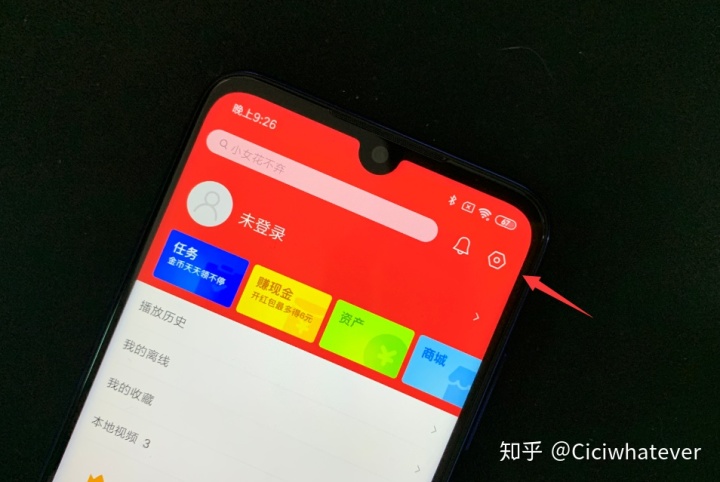 晚上9:26
67
小女花不弃
未登录
任务
金币天天领不停
赚现金
开红包最多得8元
资产
商城
播放历史
我的离线
我的收藏
本地视频 3
知乎 @Ciciwhatever